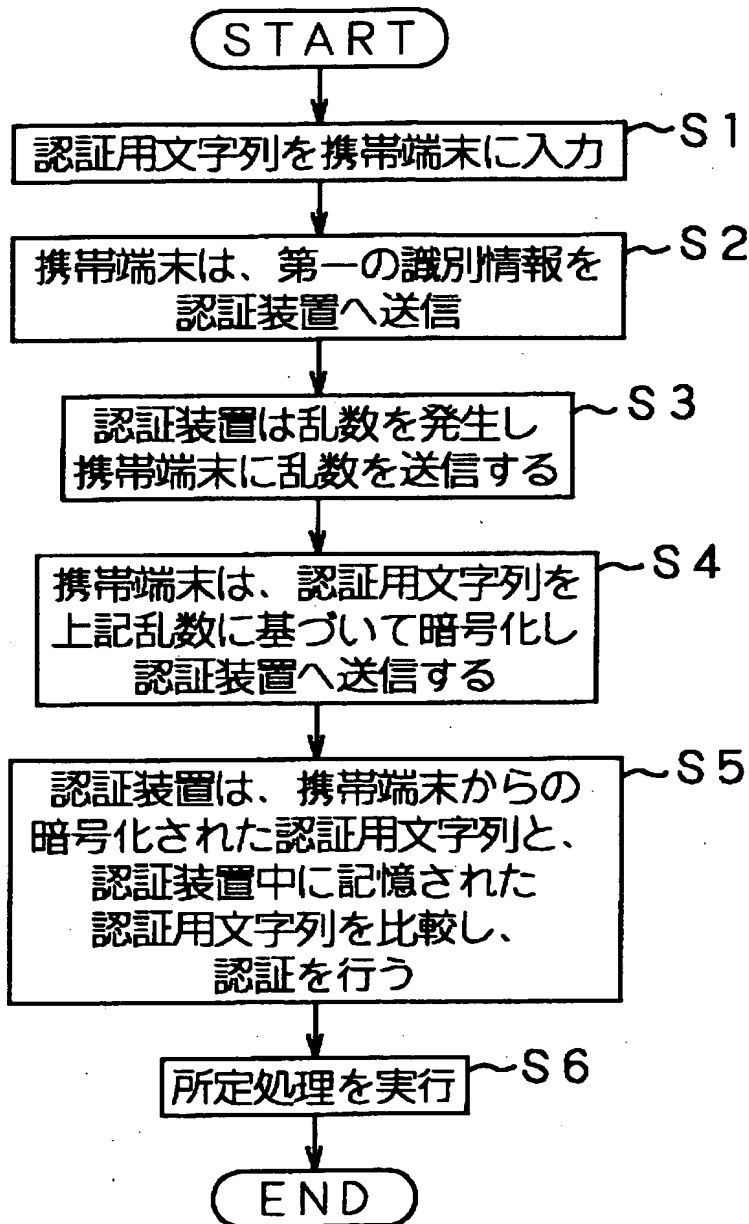 START
認証用文字列を携帯端末に入力
S1
携帯端末は、第一の識別情報を
認証装置へ送信
S2
認証装置は乱数を発生し
携帯端末に乱数を送信する
S3
携帯端末は、認証用文字列を
上記乱数に基づいて暗号化し
認証装置へ送信する
S4
認証装置は、携帯端末からの
暗号化された認証用文字列と、
認証装置中に記憶された
認証用文字列を比較し、
認証を行う
S5
所定処理を実行
S6
END